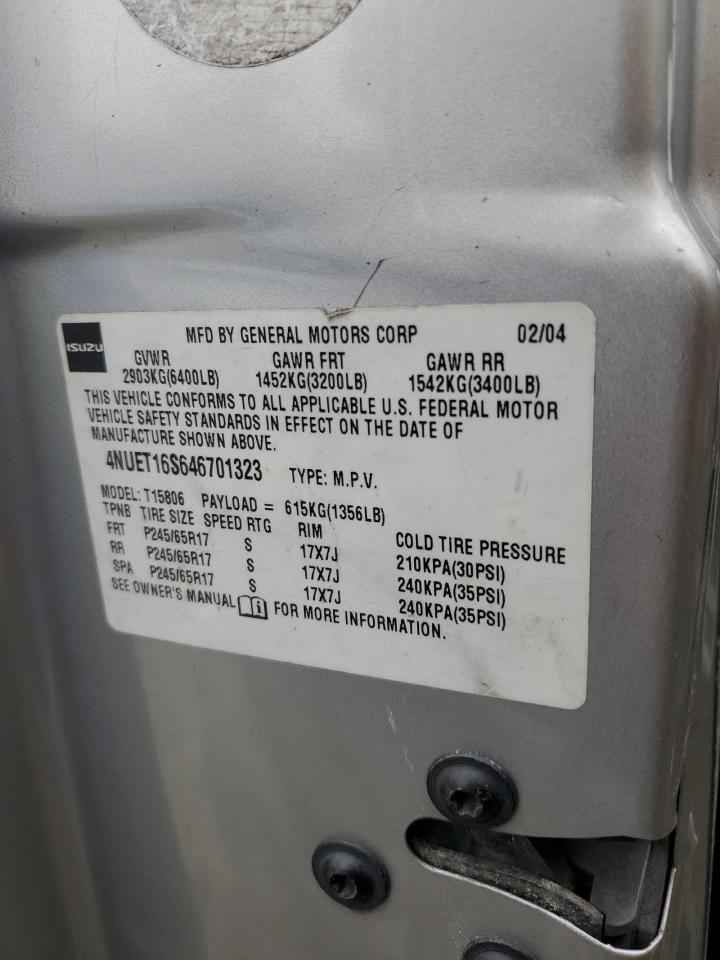 ISUZU
MFD BY GENERAL MOTORS CORP 02/04
GVWR GAWR FRT GAWR RR
2903KG(6400LB) 1452KG(3200LB) 1542KG(3400LB)
THIS VEHICLE CONFORMS TO ALL APPLICABLE U.S. FEDERAL MOTOR
VEHICLE SAFETY STANDARDS IN EFFECT ON THE DATE OF
MANUFACTURE SHOWN ABOVE.
4NUET16S646701323 TYPE: M.P.V.
MODEL: T15806 PAYLOAD = 615KG(1356LB)
TPNB TIRE SIZE SPEED RTG RIM COLD TIRE PRESSURE
FRT P245/65R17 S 17X7J 210KPA(30PSI)
RR P245/65R17 S 17X7J 240KPA(35PSI)
SPA P245/65R17 S 17X7J 240KPA(35PSI)
SEE OWNER'S MANUAL FOR MORE INFORMATION.